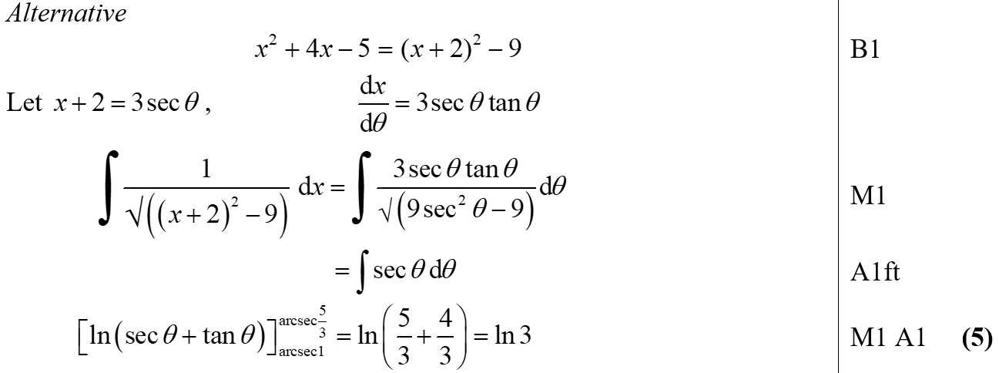 Alternative
x² + 4x − 5 = (x + 2)² − 9 B1
Let x + 2 = 3 sec θ , dx/dθ = 3 sec θ tan θ
∫ 1/√((x + 2)² − 9) dx = ∫ 3 sec θ tan θ/√(9 sec² θ − 9) dθ M1
= ∫ sec θ dθ A1ft
[ln(sec θ + tan θ)]_{arcsec1}^{arcsec 5/3} = ln(5/3 + 4/3) = ln 3 M1 A1 (5)